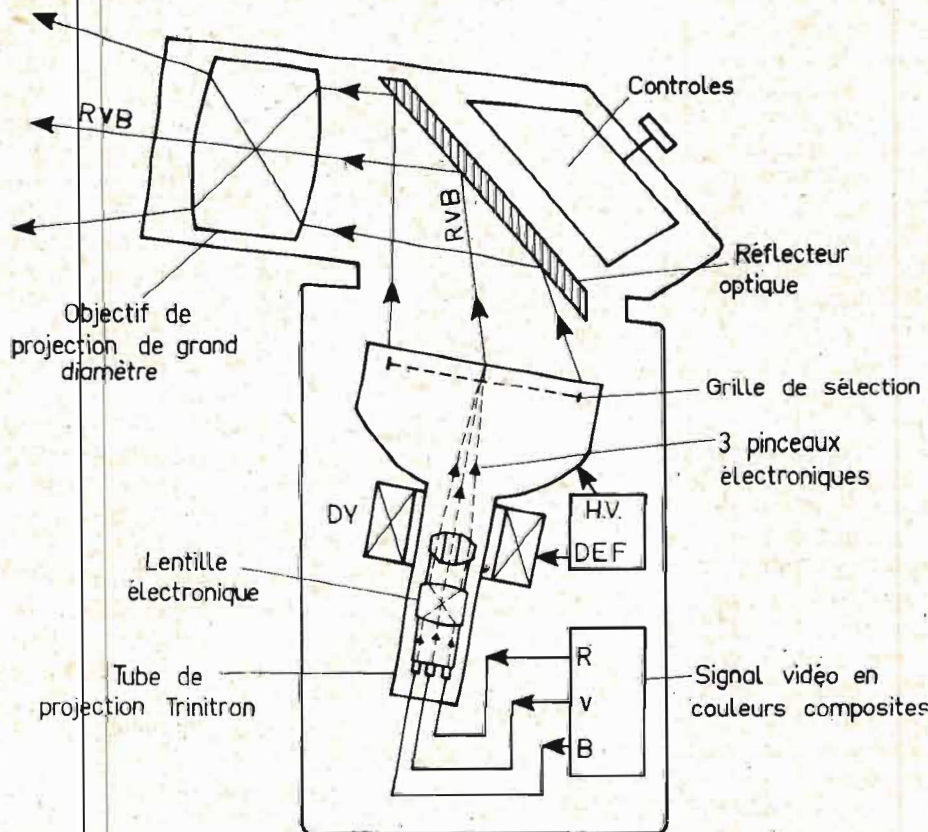 Controles
RVB
RVB
Réflecteur
optique
Objectif de
projection de grand
diamètre
Grille de sélection
3 pinceaux
électroniques
H.V.
DY
DEF
Lentille
électronique
Tube de
projection Trinitron
R
V
B
Signal vidéo en
couleurs composites